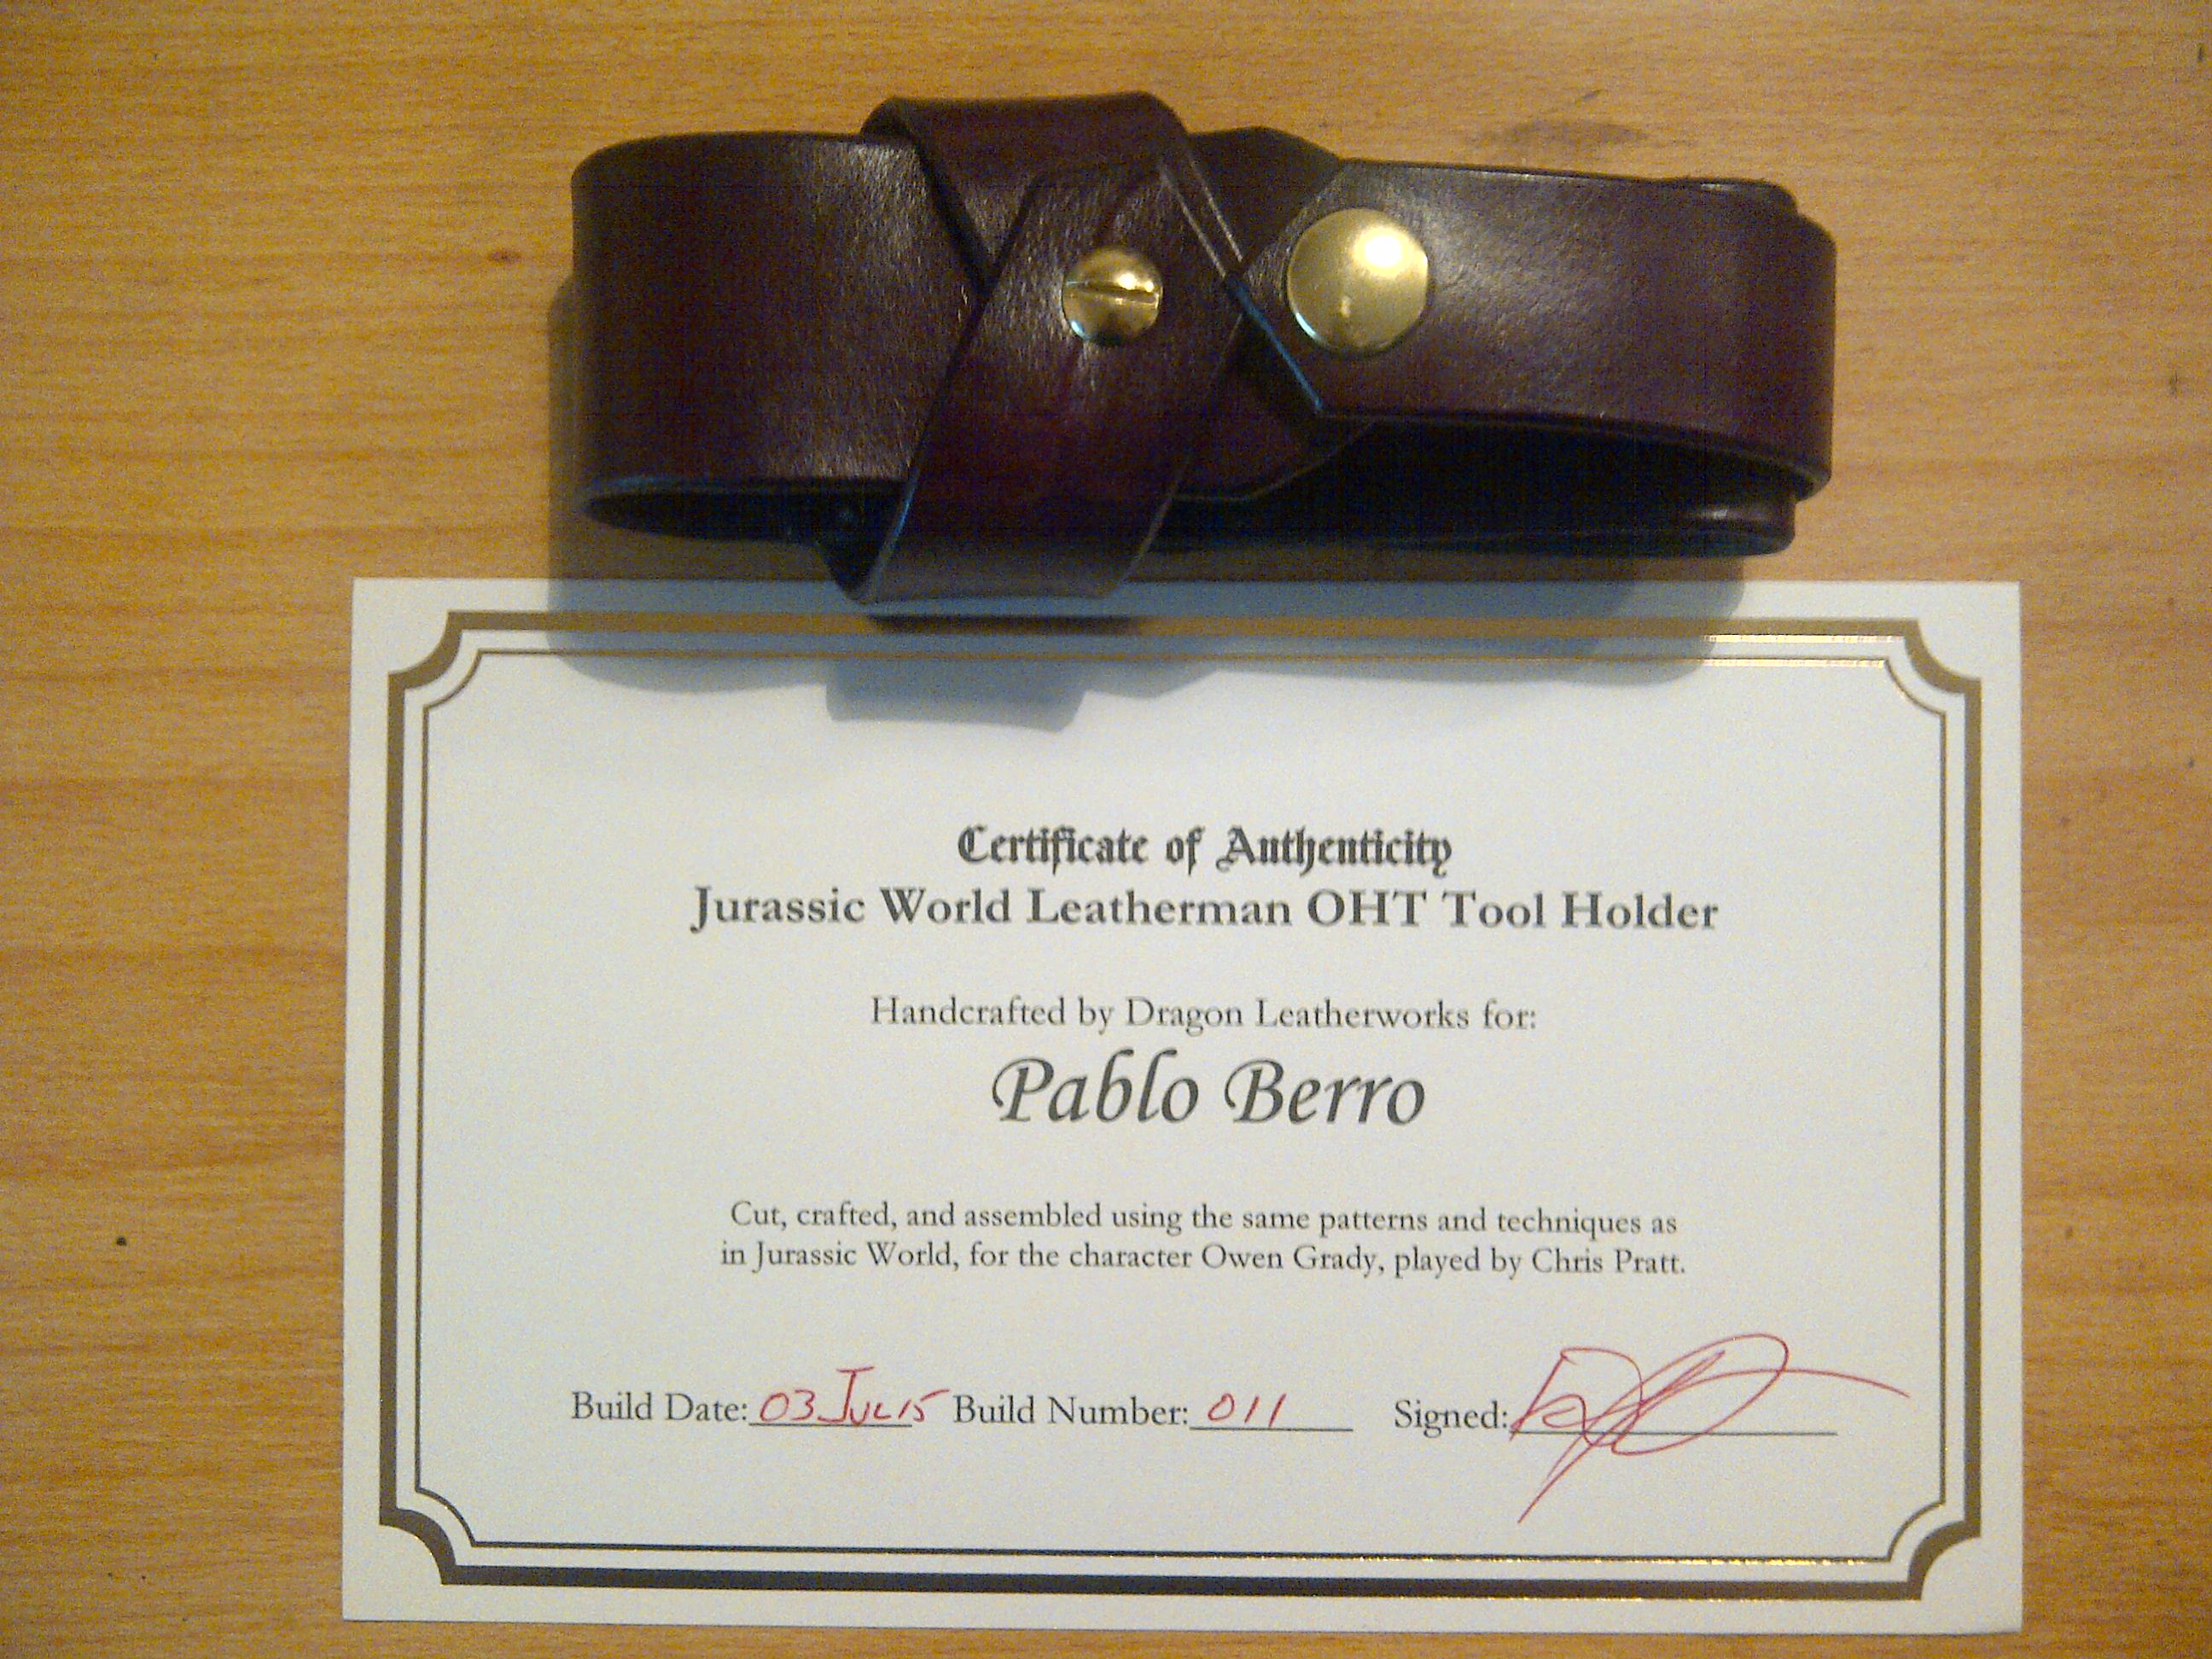 Certificate of Authenticity
Jurassic World Leatherman OHT Tool Holder
Handcrafted by Dragon Leatherworks for:
Pablo Berro
Cut, crafted, and assembled using the same patterns and techniques as
in Jurassic World, for the character Owen Grady, played by Chris Pratt.
Build Date: 03 Jul 15 Build Number: 011 Signed: